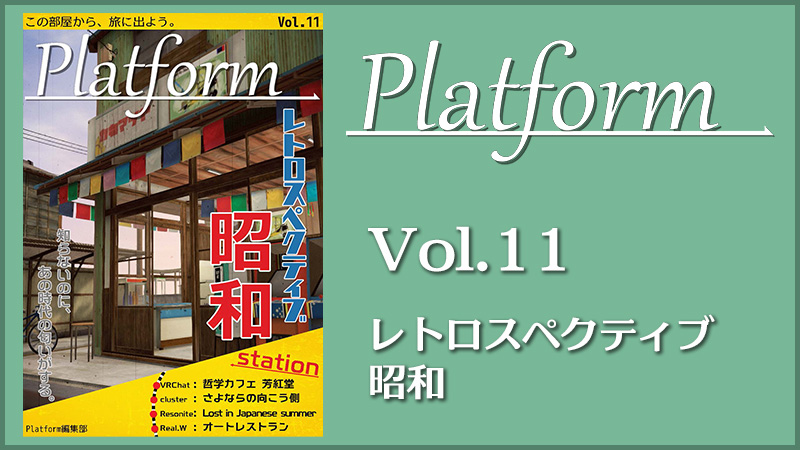 この部屋から、旅に出よう。 Vol.11
Platform
レトロスペクティブ
昭和
知らないのに、
あの時代の匂いがする。
station
VRChat : 哲学カフェ 芳紅堂
cluster : さよならの向こう側
Resonite: Lost in Japanese summer
Real.W : オートレストラン
Platform編集部
Platform
Vol.11
レトロスペクティブ
昭和